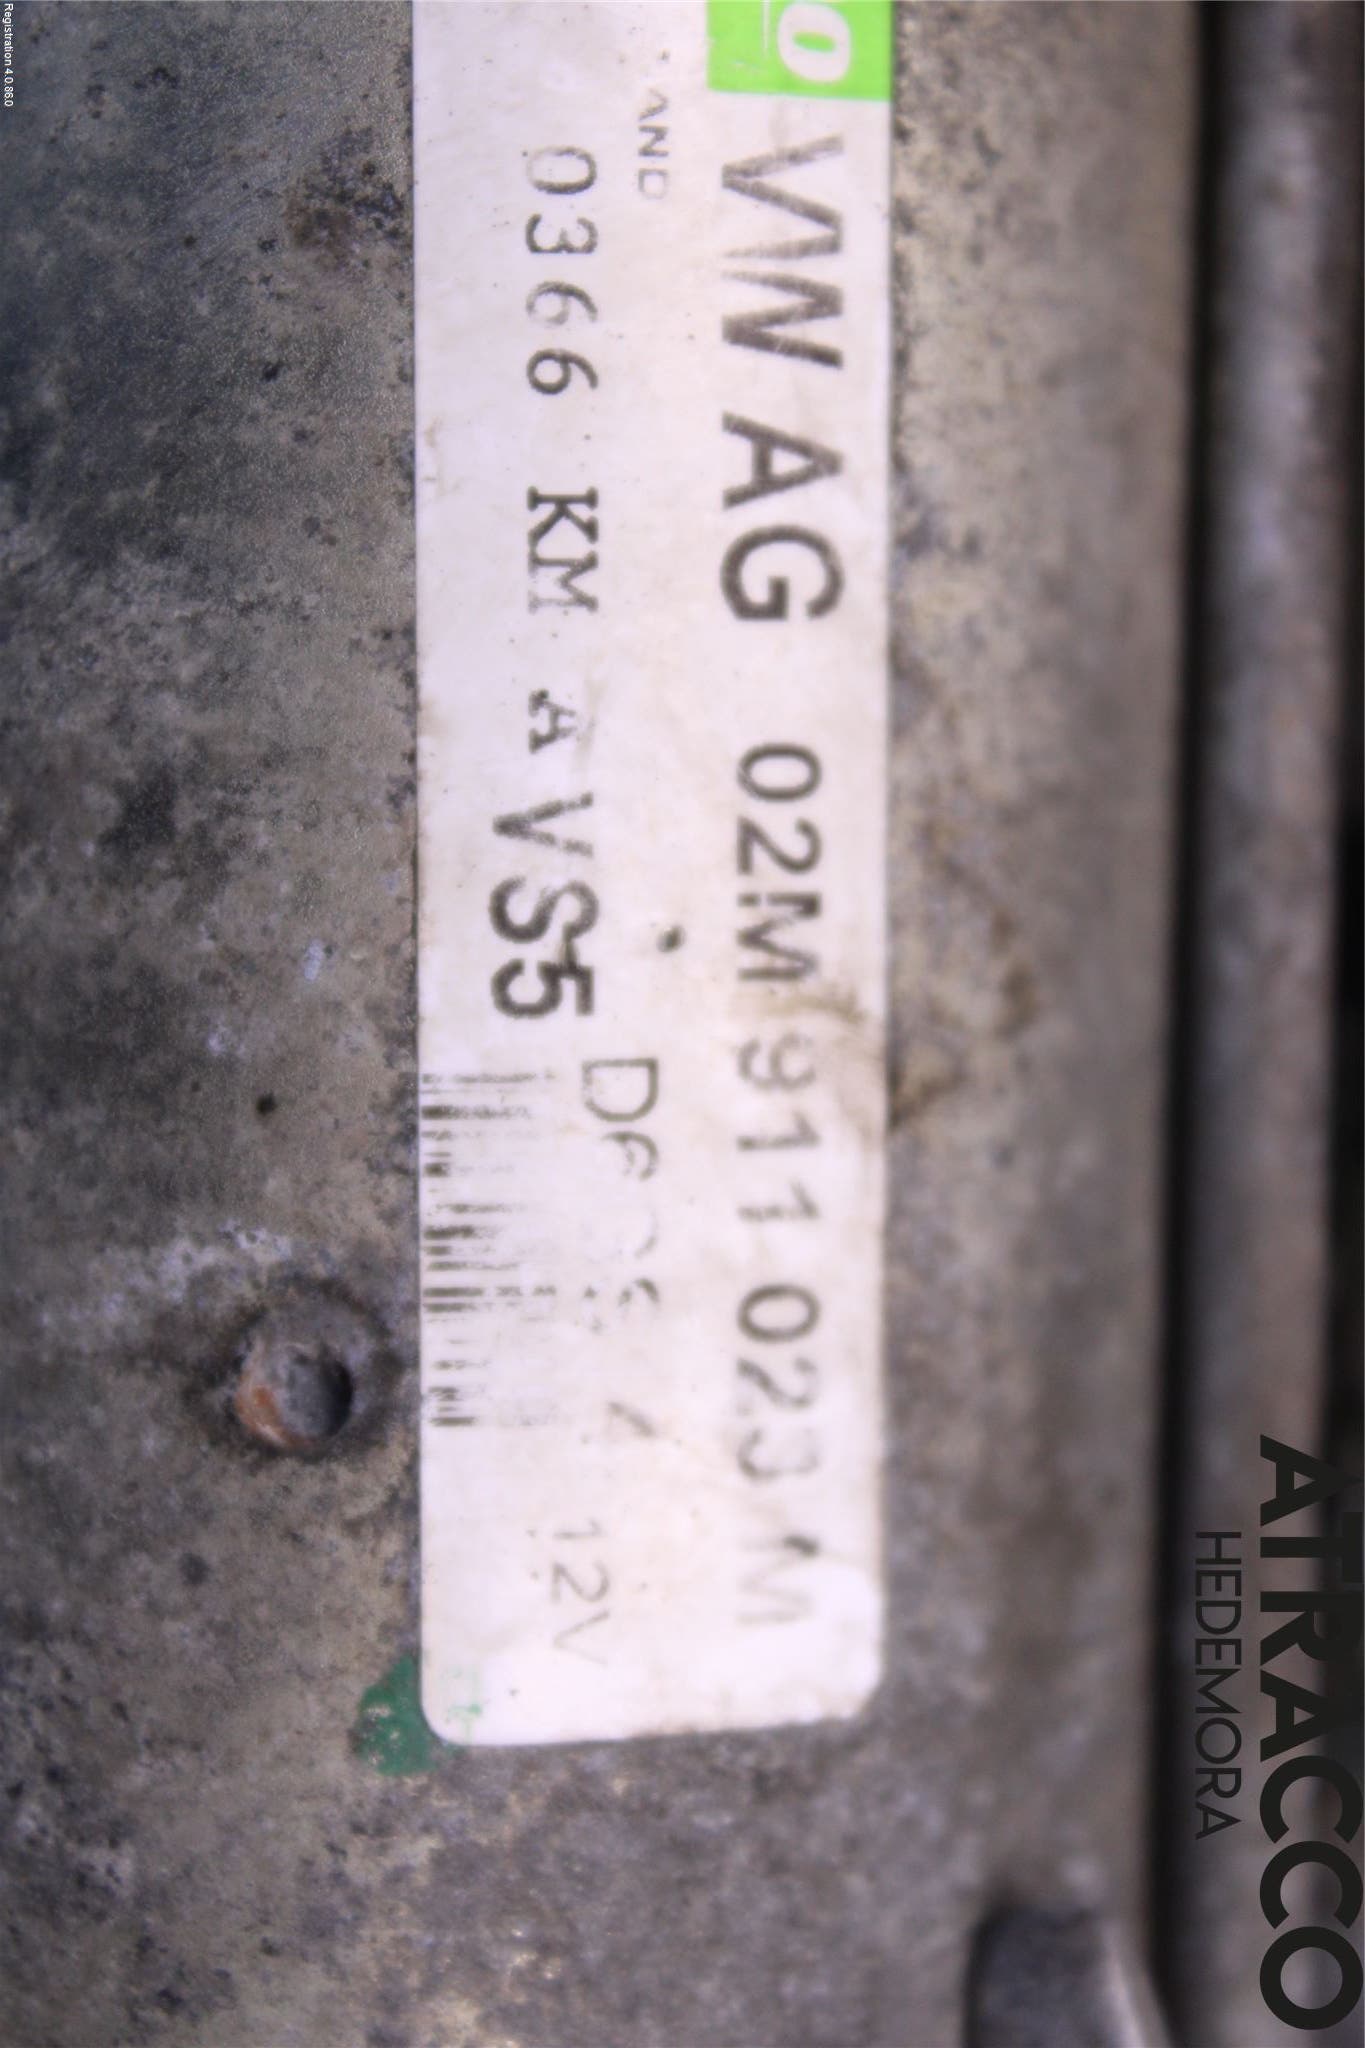 Registration 4.0.86.0
o
VW AG 02M 911 023 M
AND
0366 KM A VS5
12V
ATRACCO
HEDEMORA